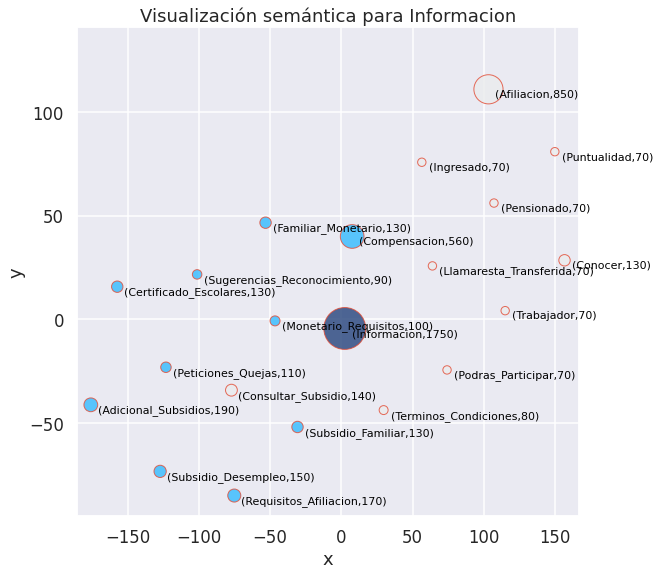 Visualización semántica para Informacion
(Afiliacion,850)
(Puntualidad,70)
(Ingresado,70)
(Pensionado,70)
(Familiar_Monetario,130)
(Compensacion,560)
(Conocer,130)
(Llamaresta_Transferida,70)
(Sugerencias_Reconocimiento,90)
(Certificado_Escolares,130)
(Trabajador,70)
(Monetario_Requisitos,100)
(Informacion,1750)
(Peticiones_Quejas,110)
(Podras_Participar,70)
(Consultar_Subsidio,140)
(Adicional_Subsidios,190)
(Terminos_Condiciones,80)
(Subsidio_Familiar,130)
(Subsidio_Desempleo,150)
(Requisitos_Afiliacion,170)
100
50
0
−50
y
−150 −100 −50 0 50 100 150
x